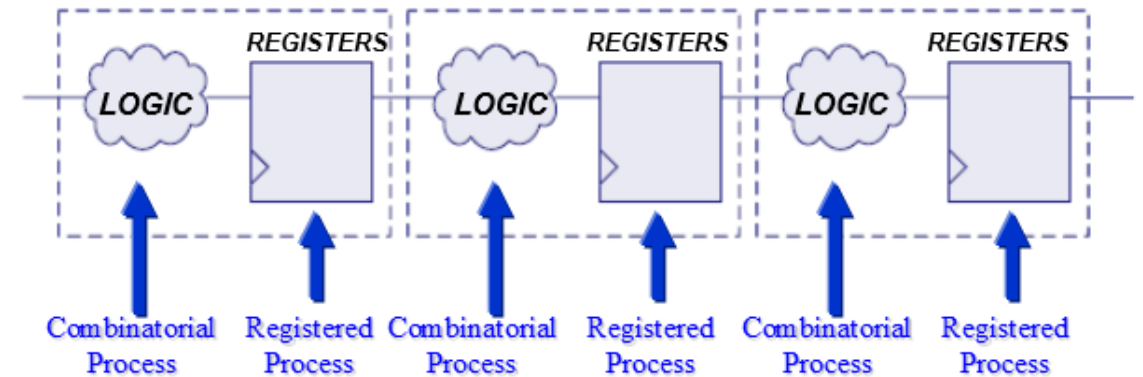 REGISTERS REGISTERS REGISTERS
LOGIC LOGIC LOGIC
Combinatorial Registered Combinatorial Registered Combinatorial Registered
Process Process Process Process Process Process